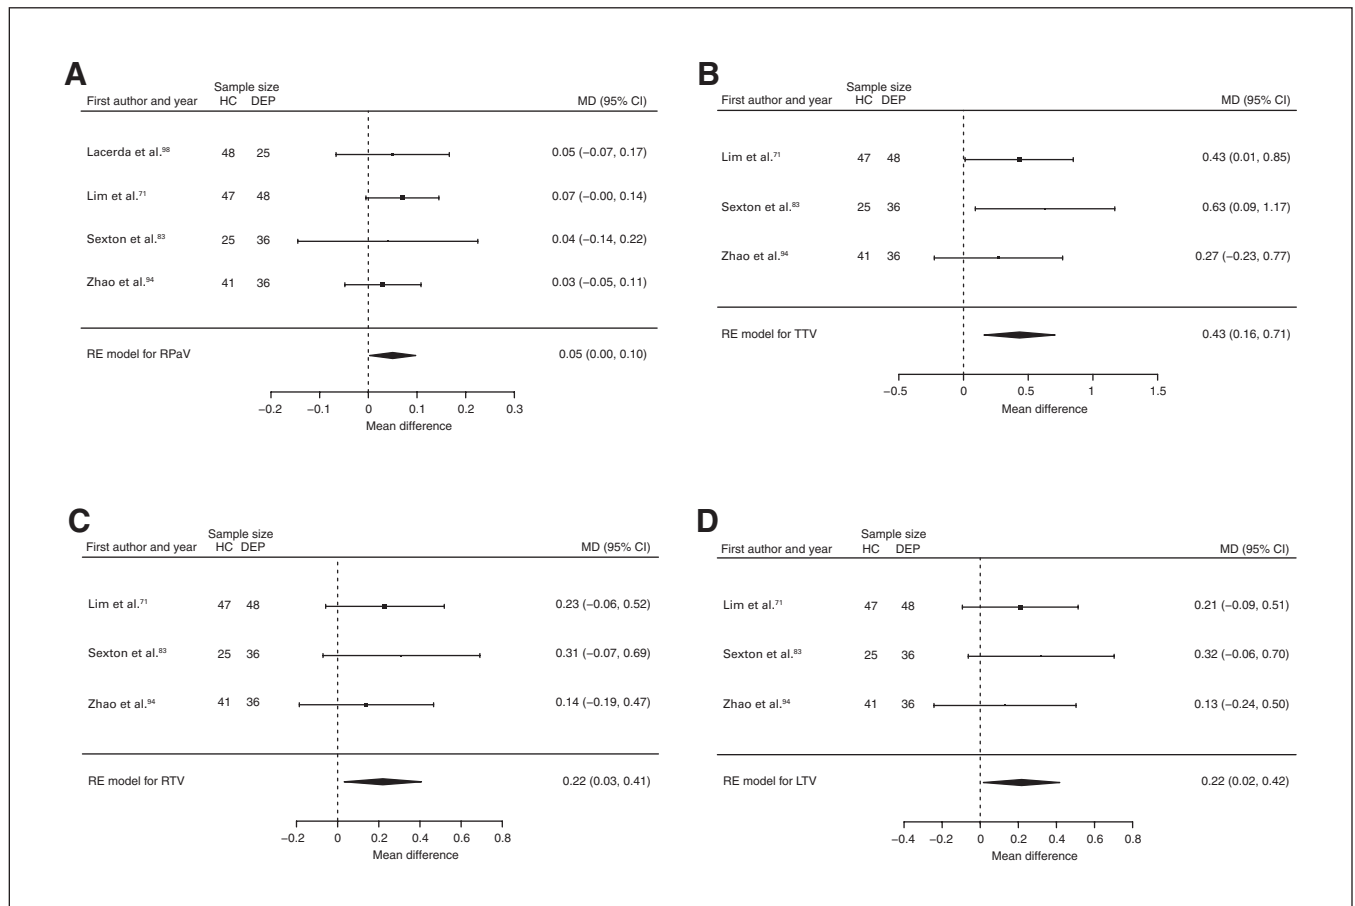 A
Sample size
First author and year HC DEP MD (95% CI)
Lacerda et al.98 48 25 0.05 (−0.07, 0.17)
Lim et al.71 47 48 0.07 (−0.00, 0.14)
Sexton et al.83 25 36 0.04 (−0.14, 0.22)
Zhao et al.94 41 36 0.03 (−0.05, 0.11)
RE model for RPaV 0.05 (0.00, 0.10)
−0.2 −0.1 0 0.1 0.2 0.3
Mean difference
B
Sample size
First author and year HC DEP MD (95% CI)
Lim et al.71 47 48 0.43 (0.01, 0.85)
Sexton et al.83 25 36 0.63 (0.09, 1.17)
Zhao et al.94 41 36 0.27 (−0.23, 0.77)
RE model for TTV 0.43 (0.16, 0.71)
−0.5 0 0.5 1 1.5
Mean difference
C
Sample size
First author and year HC DEP MD (95% CI)
Lim et al.71 47 48 0.23 (−0.06, 0.52)
Sexton et al.83 25 36 0.31 (−0.07, 0.69)
Zhao et al.94 41 36 0.14 (−0.19, 0.47)
RE model for RTV 0.22 (0.03, 0.41)
−0.2 0 0.2 0.4 0.6 0.8
Mean difference
D
Sample size
First author and year HC DEP MD (95% CI)
Lim et al.71 47 48 0.21 (−0.09, 0.51)
Sexton et al.83 25 36 0.32 (−0.06, 0.70)
Zhao et al.94 41 36 0.13 (−0.24, 0.50)
RE model for LTV 0.22 (0.02, 0.42)
−0.4 −0.2 0 0.2 0.4 0.6 0.8
Mean difference